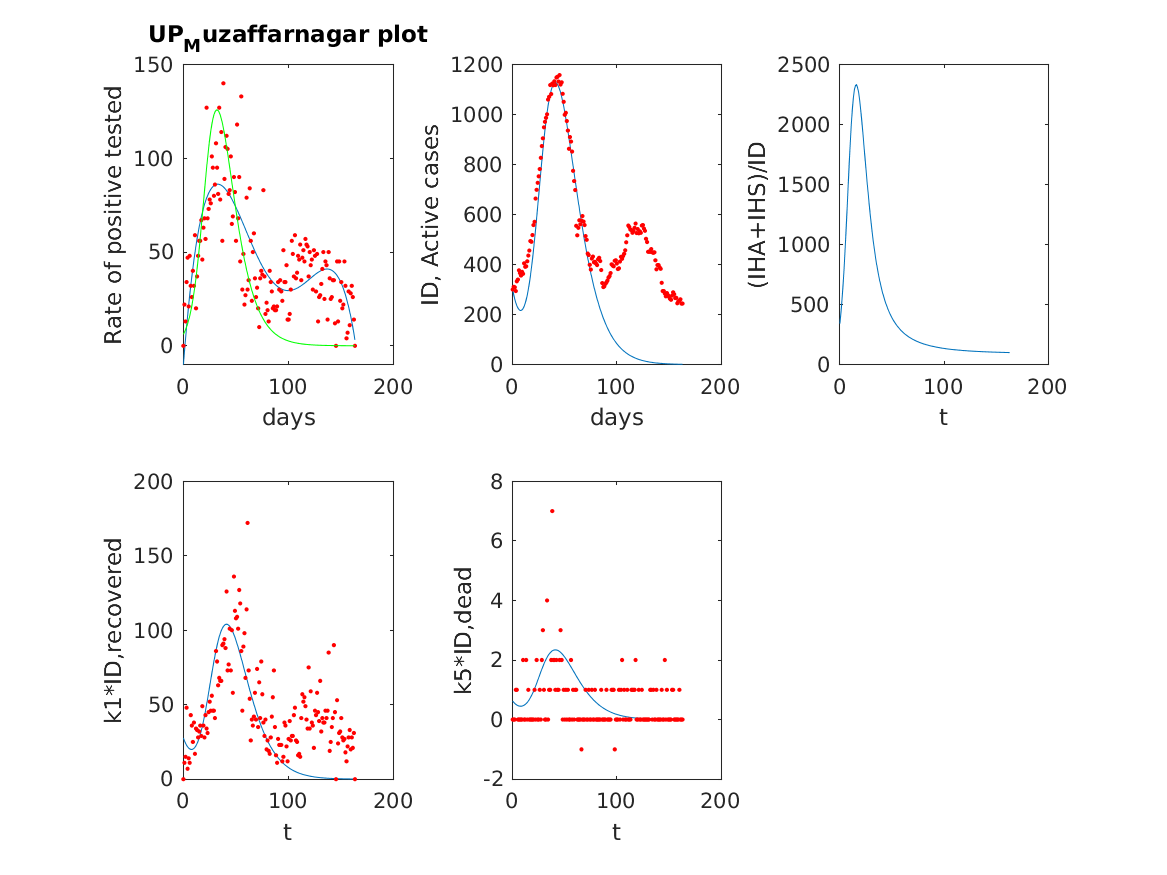 UP_Muzaffarnagar plot
150
100
50
0
Rate of positive tested
0 100 200
days
1200
1000
800
600
400
200
0
ID, Active cases
0 100 200
days
2500
2000
1500
1000
500
0
(IHA+IHS)/ID
0 100 200
t
200
150
100
50
0
k1*ID,recovered
0 100 200
t
8
6
4
2
0
-2
k5*ID,dead
0 100 200
t